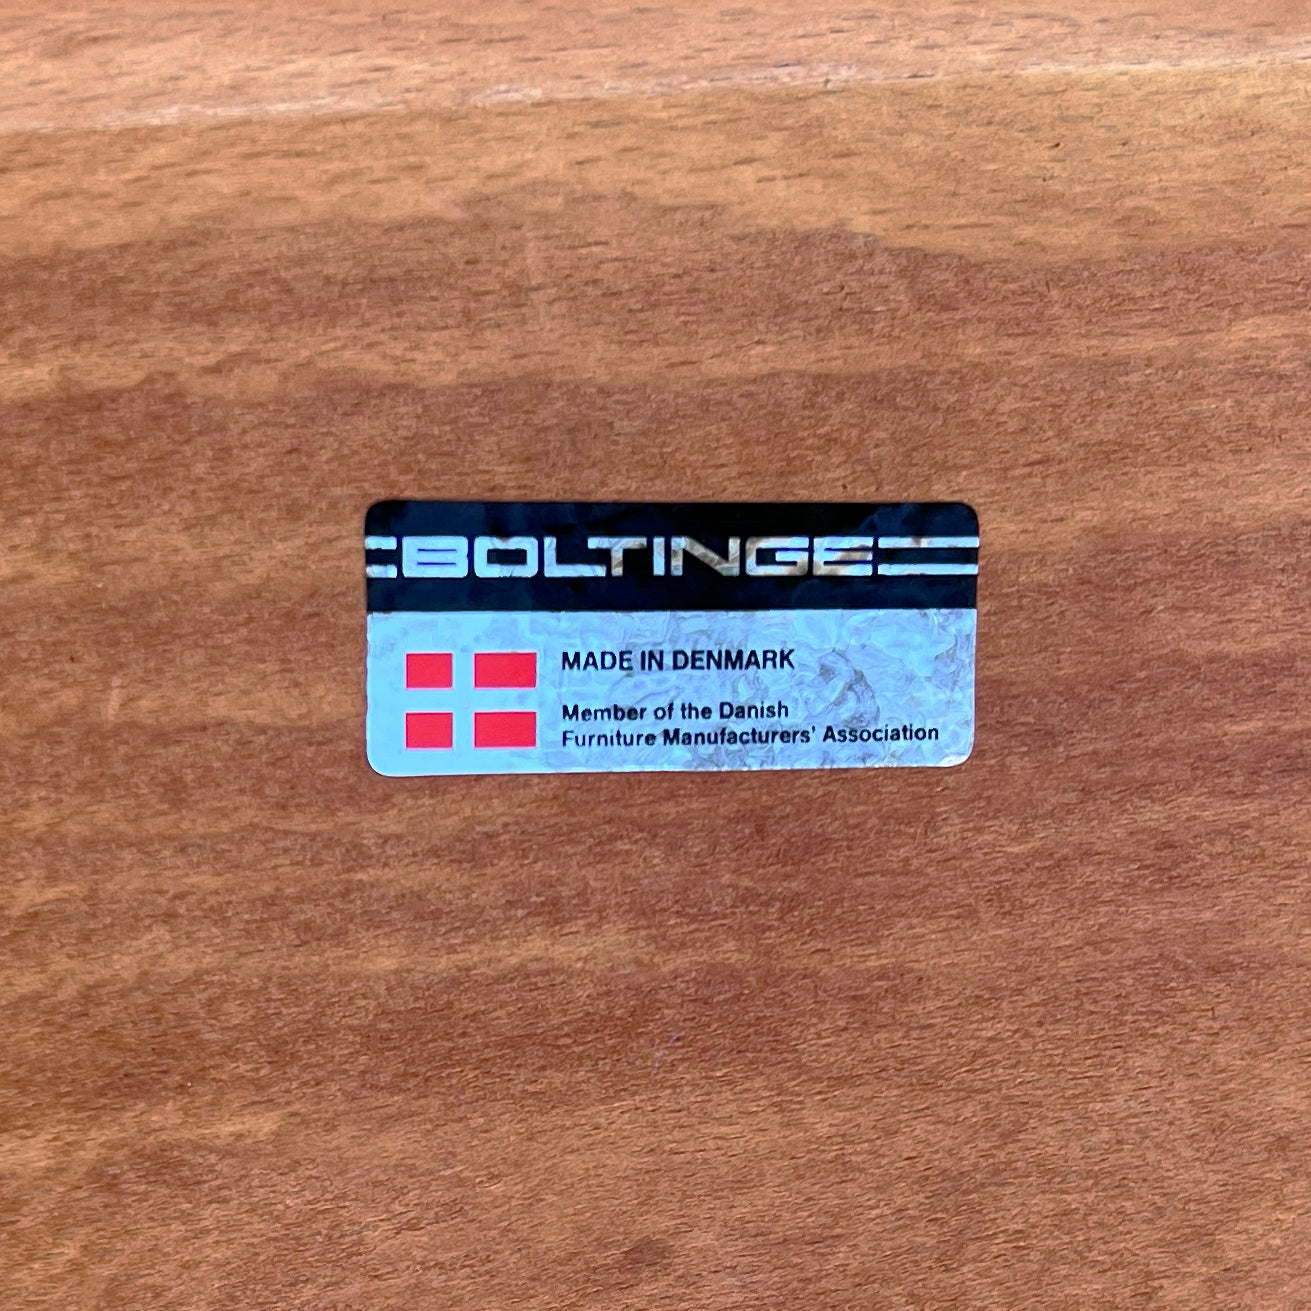 BOLTINGE
MADE IN DENMARK
Member of the Danish
Furniture Manufacturers' Association